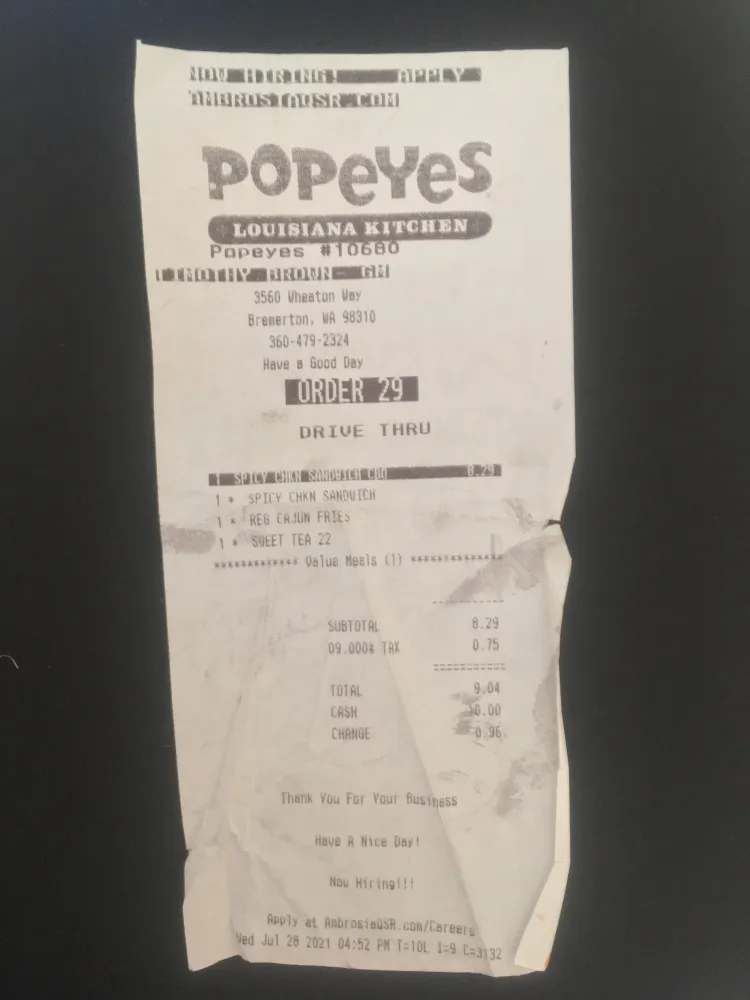 NOW HIRING! APPLY
AMBROSIAQSR.COM
POPEYES
LOUISIANA KITCHEN
Popeyes #10680
TIMOTHY BROWN- GM
3560 Wheaton Way
Bremerton, WA 98310
360-479-2324
Have a Good Day
ORDER 29
DRIVE THRU
1 SPICY CHKN SANDWICH CBO 8.29
1 * SPICY CHKN SANDWICH
1 * REG CAJUN FRIES
1 * SWEET TEA 22
************* Value Meals (1) **************
SUBTOTAL 8.29
09.000% TAX 0.75
TOTAL 9.04
CASH 10.00
CHANGE 0.96
Thank You For Your Business
Have A Nice Day!
Now Hiring!!!
Apply at AmbrosiaQSR.com/Careers
Wed Jul 28 2021 04:52 PM T=10L I=9 C=3132